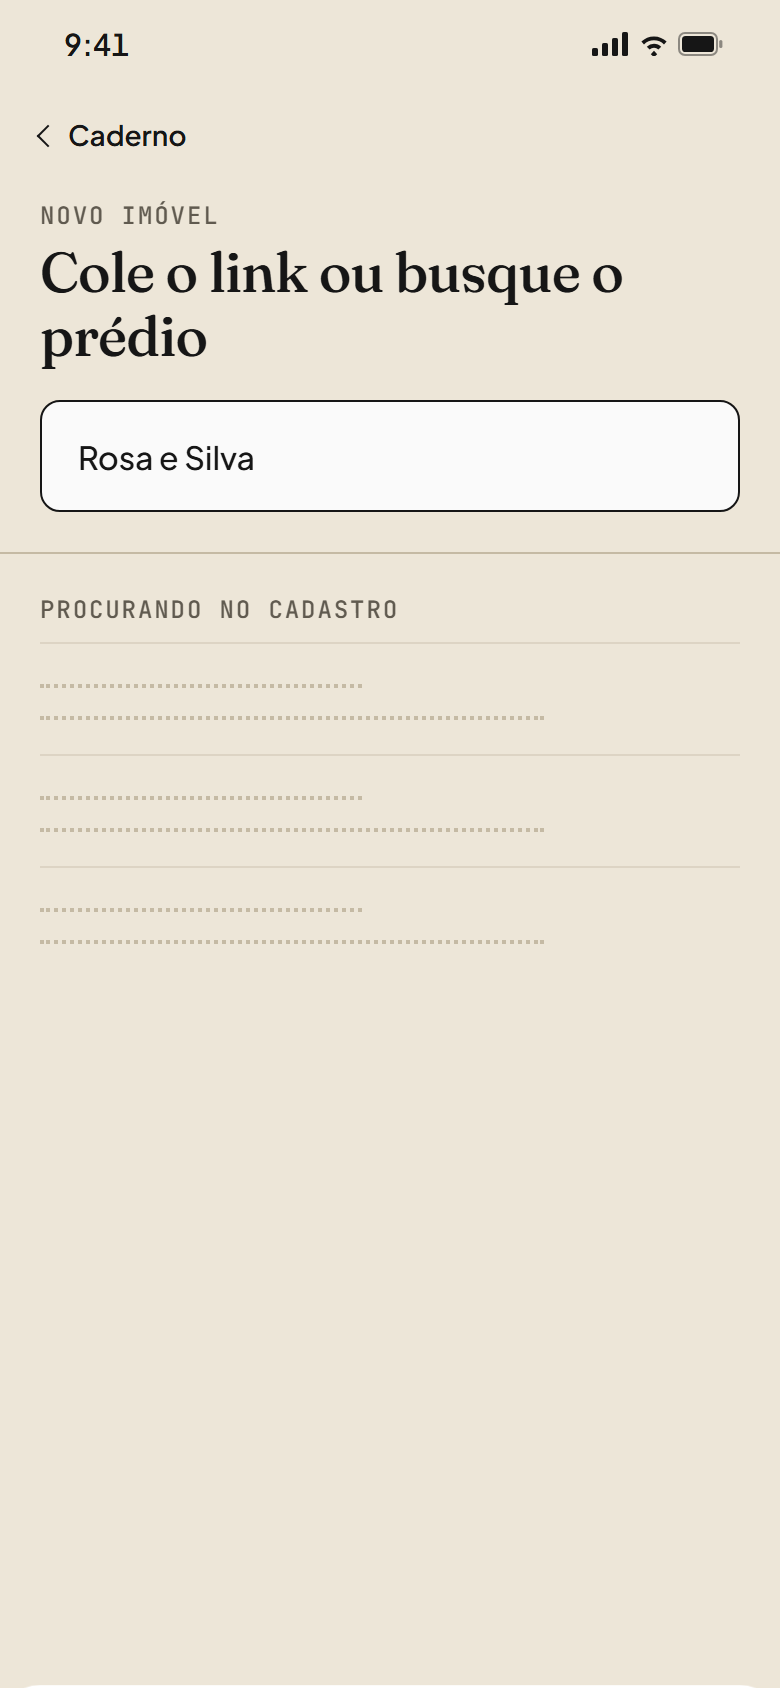 9:41
Caderno
NOVO IMÓVEL
Cole o link ou busque o
prédio
Rosa e Silva
PROCURANDO NO CADASTRO